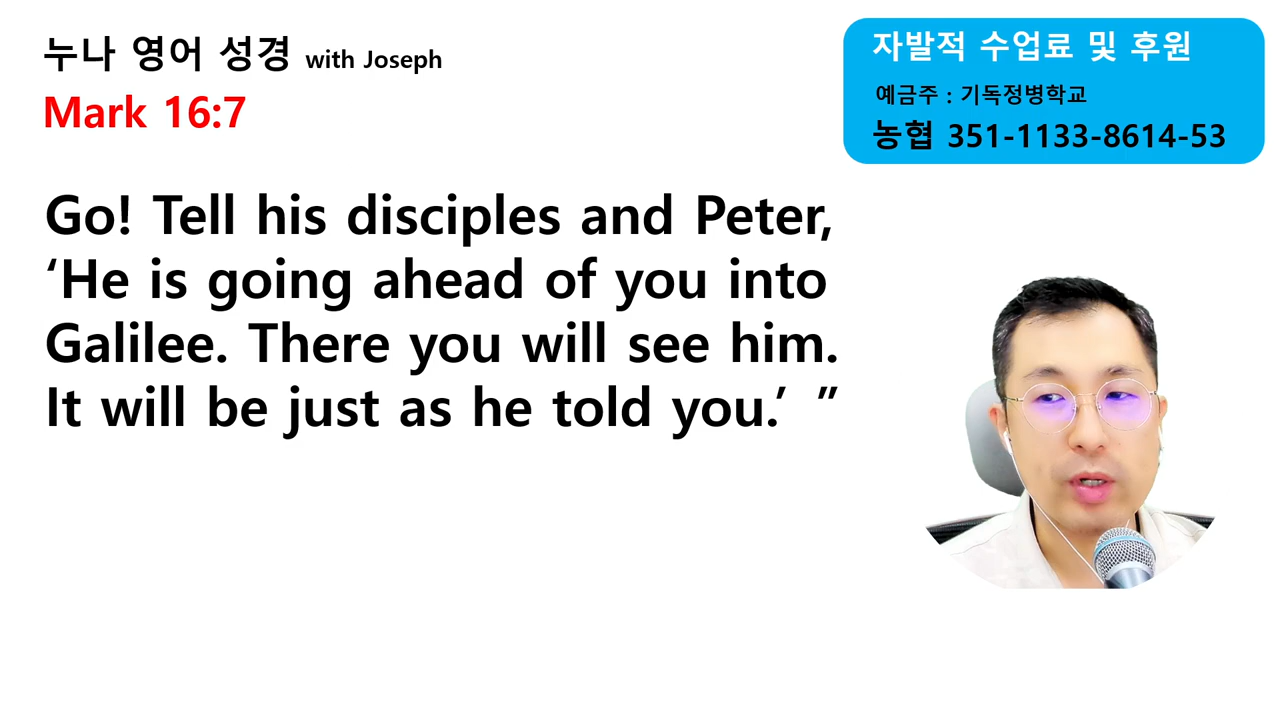 누나 영어 성경 with Joseph
Mark 16:7
자발적 수업료 및 후원
예금주 : 기독정병학교
농협 351-1133-8614-53
Go! Tell his disciples and Peter,
‘He is going ahead of you into
Galilee. There you will see him.
It will be just as he told you.’ ”